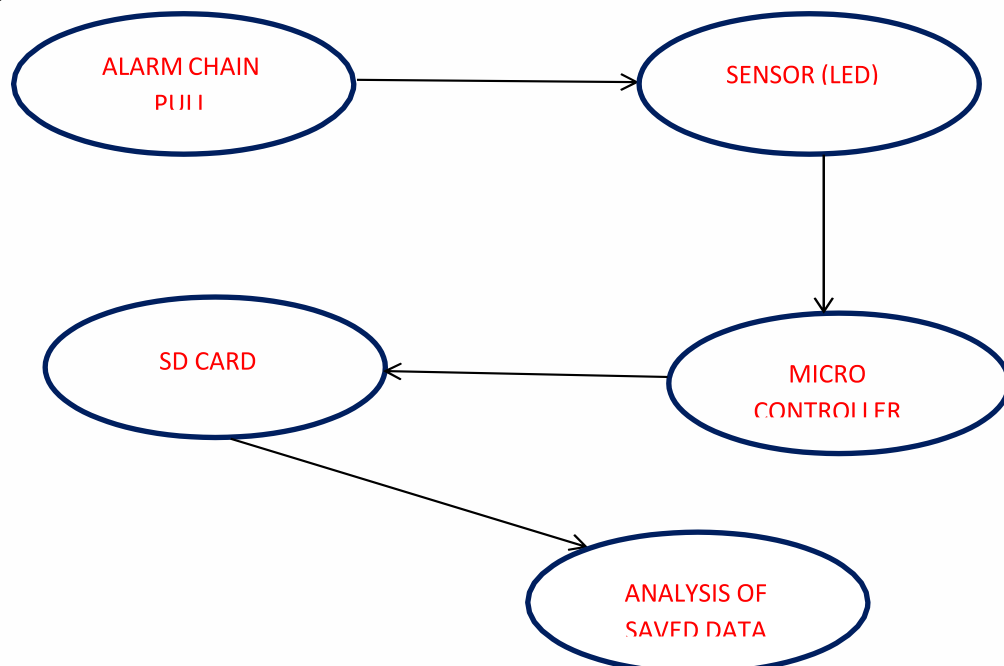 ALARM CHAIN
PULL
SENSOR (LED)
SD CARD
MICRO
CONTROLLER
ANALYSIS OF
SAVED DATA